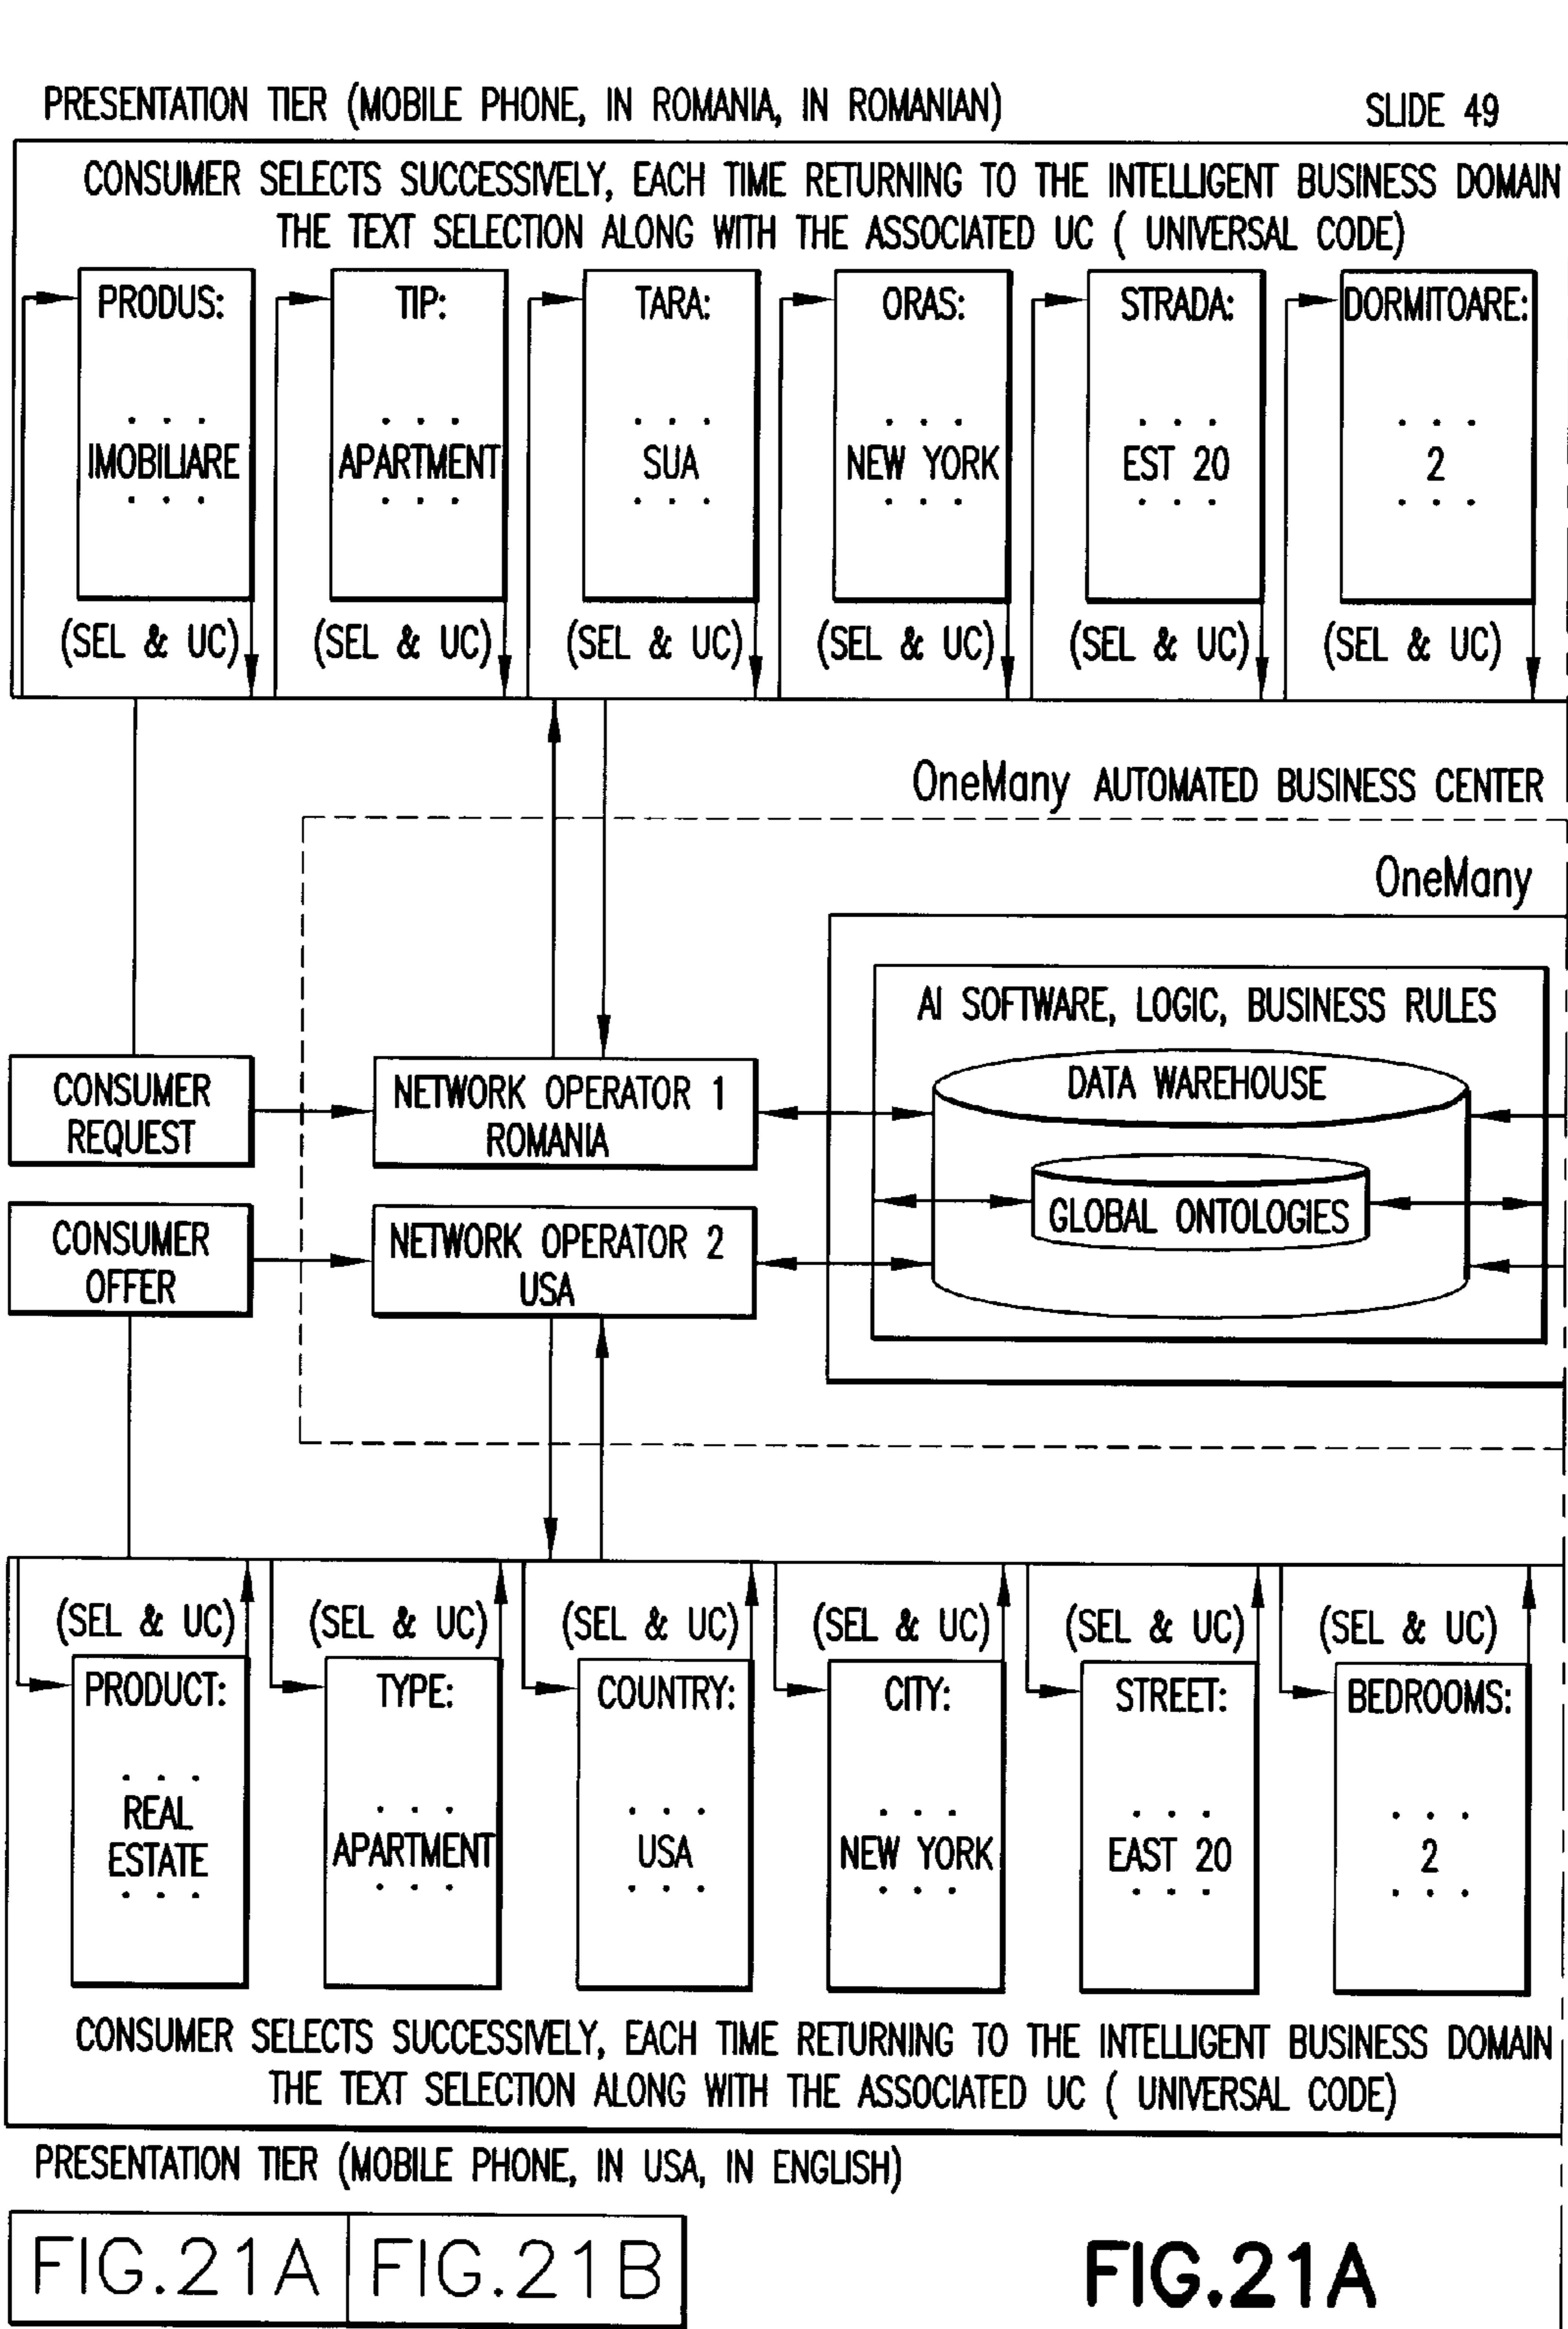 PRESENTATION TIER (MOBILE PHONE, IN ROMANIA, IN ROMANIAN)
SLIDE 49
CONSUMER SELECTS SUCCESSIVELY, EACH TIME RETURNING TO THE INTELLIGENT BUSINESS DOMAIN
THE TEXT SELECTION ALONG WITH THE ASSOCIATED UC ( UNIVERSAL CODE)
PRODUS:
. . .
IMOBILIARE
. . .
(SEL & UC)
TIP:
. . .
APARTMENT
. . .
(SEL & UC)
TARA:
. . .
SUA
. . .
(SEL & UC)
ORAS:
. . .
NEW YORK
. . .
(SEL & UC)
STRADA:
. . .
EST 20
. . .
(SEL & UC)
DORMITOARE:
. . .
2
. . .
(SEL & UC)
OneMany AUTOMATED BUSINESS CENTER
OneMany
AI SOFTWARE, LOGIC, BUSINESS RULES
DATA WAREHOUSE
GLOBAL ONTOLOGIES
CONSUMER
REQUEST
NETWORK OPERATOR 1
ROMANIA
CONSUMER
OFFER
NETWORK OPERATOR 2
USA
(SEL & UC)
PRODUCT:
. . .
REAL
ESTATE
. . .
(SEL & UC)
TYPE:
. . .
APARTMENT
. . .
(SEL & UC)
COUNTRY:
. . .
USA
. . .
(SEL & UC)
CITY:
. . .
NEW YORK
. . .
(SEL & UC)
STREET:
. . .
EAST 20
. . .
(SEL & UC)
BEDROOMS:
. . .
2
. . .
CONSUMER SELECTS SUCCESSIVELY, EACH TIME RETURNING TO THE INTELLIGENT BUSINESS DOMAIN
THE TEXT SELECTION ALONG WITH THE ASSOCIATED UC ( UNIVERSAL CODE)
PRESENTATION TIER (MOBILE PHONE, IN USA, IN ENGLISH)
FIG.21A
FIG.21B
FIG.21A